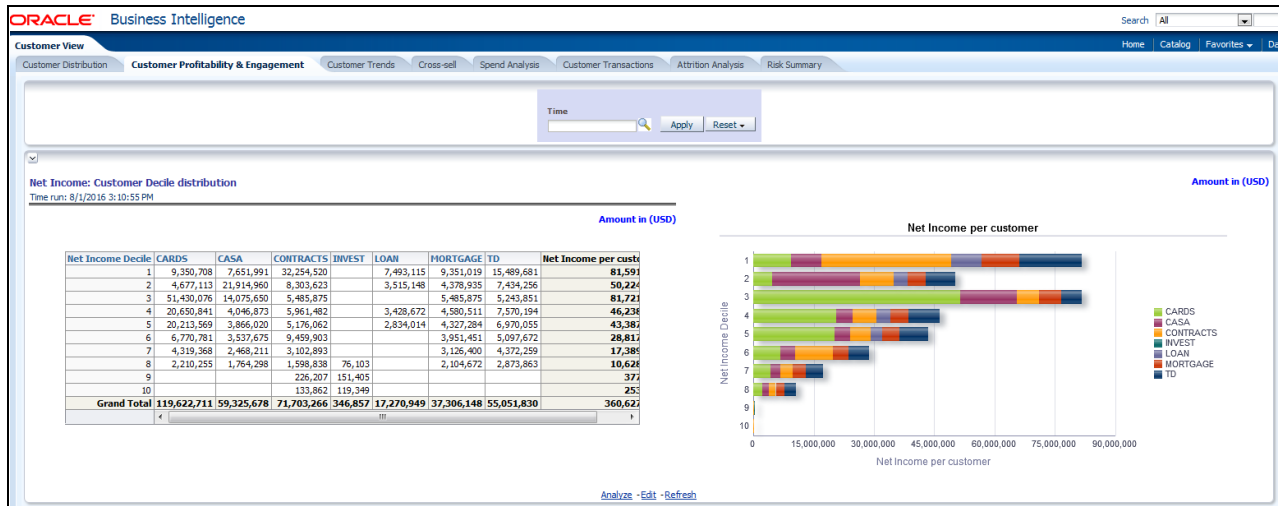 ORACLE® Business Intelligence
Search All
Customer View
Home Catalog Favorites
Customer Distribution Customer Profitability & Engagement Customer Trends Cross-sell Spend Analysis Customer Transactions Attrition Analysis Risk Summary
Time
Apply Reset
Net Income: Customer Decile distribution
Time run: 8/1/2016 3:10:55 PM
Amount in (USD)
Net Income Decile CARDS CASA CONTRACTS INVEST LOAN MORTGAGE TD Net Income per custo
1 9,350,708 7,651,991 32,254,520 7,493,115 9,351,019 15,489,681 81,591
2 4,677,113 21,914,960 8,303,623 3,515,148 4,378,935 7,434,256 50,224
3 51,430,076 14,075,650 5,485,875 5,485,875 5,243,851 81,721
4 20,650,841 4,046,873 5,961,482 3,428,672 4,580,511 7,570,194 46,238
5 20,213,569 3,866,020 5,176,062 2,834,014 4,327,284 6,970,055 43,387
6 6,770,781 3,537,675 9,459,903 3,951,451 5,097,672 28,817
7 4,319,368 2,468,211 3,102,893 3,126,400 4,372,259 17,389
8 2,210,255 1,764,298 1,598,838 76,103 2,104,672 2,873,863 10,628
9 226,207 151,405 377
10 133,862 119,349 253
Grand Total 119,622,711 59,325,678 71,703,266 346,857 17,270,949 37,306,148 55,051,830 360,627
Amount in (USD)
Net Income per customer
Net Income Decile
1
2
3
4
5
6
7
8
9
10
0 15,000,000 30,000,000 45,000,000 60,000,000 75,000,000 90,000,000
Net Income per customer
CARDS
CASA
CONTRACTS
INVEST
LOAN
MORTGAGE
TD
Analyze - Edit - Refresh